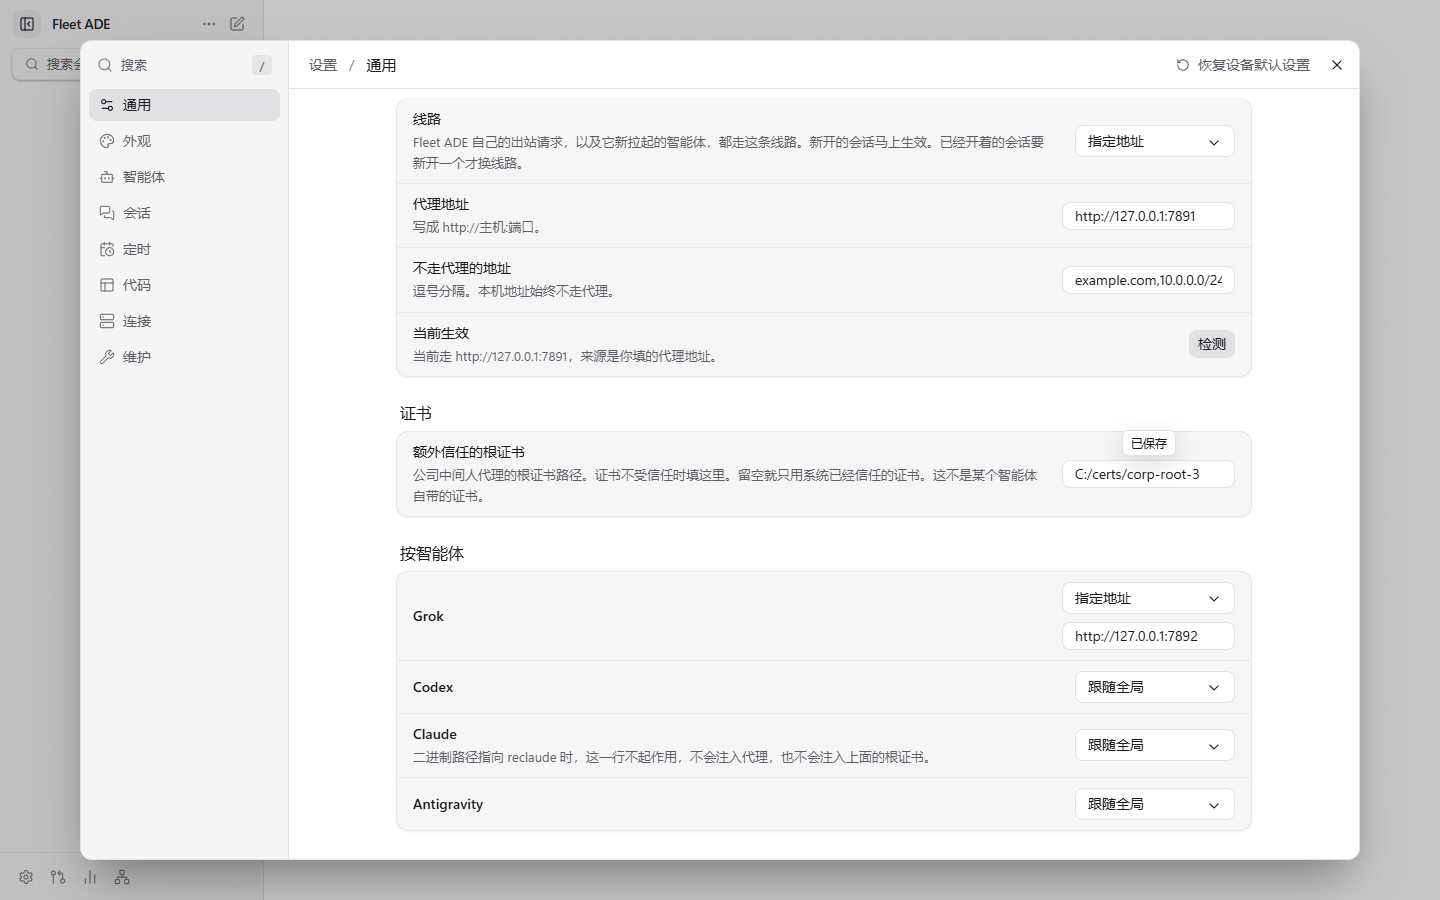 Fleet ADE
搜索会
搜索
/
通用
外观
智能体
会话
定时
代码
连接
维护
设置 / 通用
恢复设备默认设置
线路
Fleet ADE 自己的出站请求，以及它新拉起的智能体，都走这条线路。新开的会话马上生效。已经开着的会话要
新开一个才换线路。
指定地址
代理地址
写成 http://主机:端口。
http://127.0.0.1:7891
不走代理的地址
逗号分隔。本机地址始终不走代理。
example.com,10.0.0.0/24
当前生效
当前走 http://127.0.0.1:7891，来源是你填的代理地址。
检测
证书
额外信任的根证书
公司中间人代理的根证书路径。证书不受信任时填这里。留空就只用系统已经信任的证书。这不是某个智能体
自带的证书。
已保存
C:/certs/corp-root-3
按智能体
Grok
指定地址
http://127.0.0.1:7892
Codex
跟随全局
Claude
二进制路径指向 reclaude 时，这一行不起作用，不会注入代理，也不会注入上面的根证书。
跟随全局
Antigravity
跟随全局